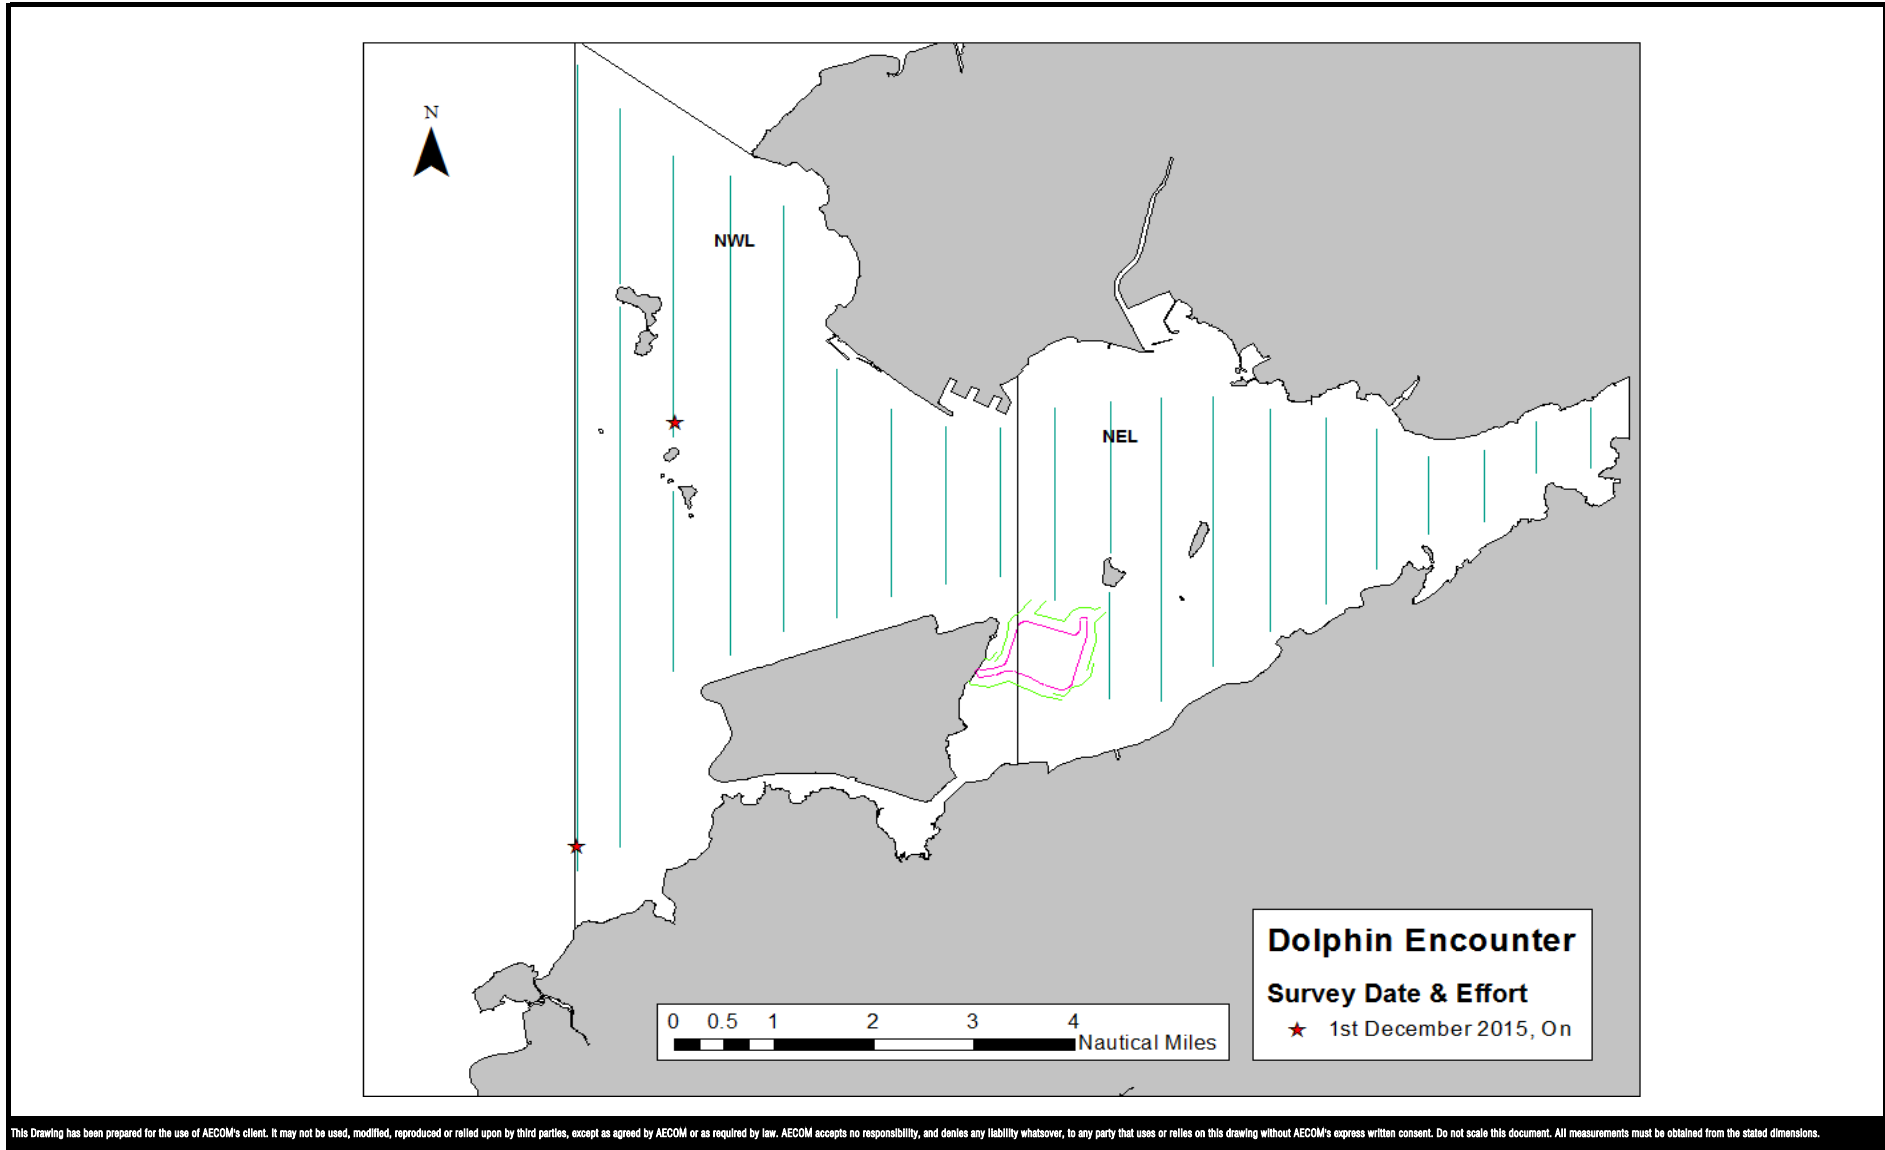 N
NWL
NEL
Dolphin Encounter
Survey Date & Effort
1st December 2015, On
0 0.5 1 2 3 4
Nautical Miles
This Drawing has been prepared for the use of AECOM's client. It may not be used, modified, reproduced or relied upon by third parties, except as agreed by AECOM or as required by law. AECOM accepts no responsibility, and denies any liability whatsover, to any party that uses or relies on this drawing without AECOM's express written consent. Do not scale this document. All measurements must be obtained from the stated dimensions.